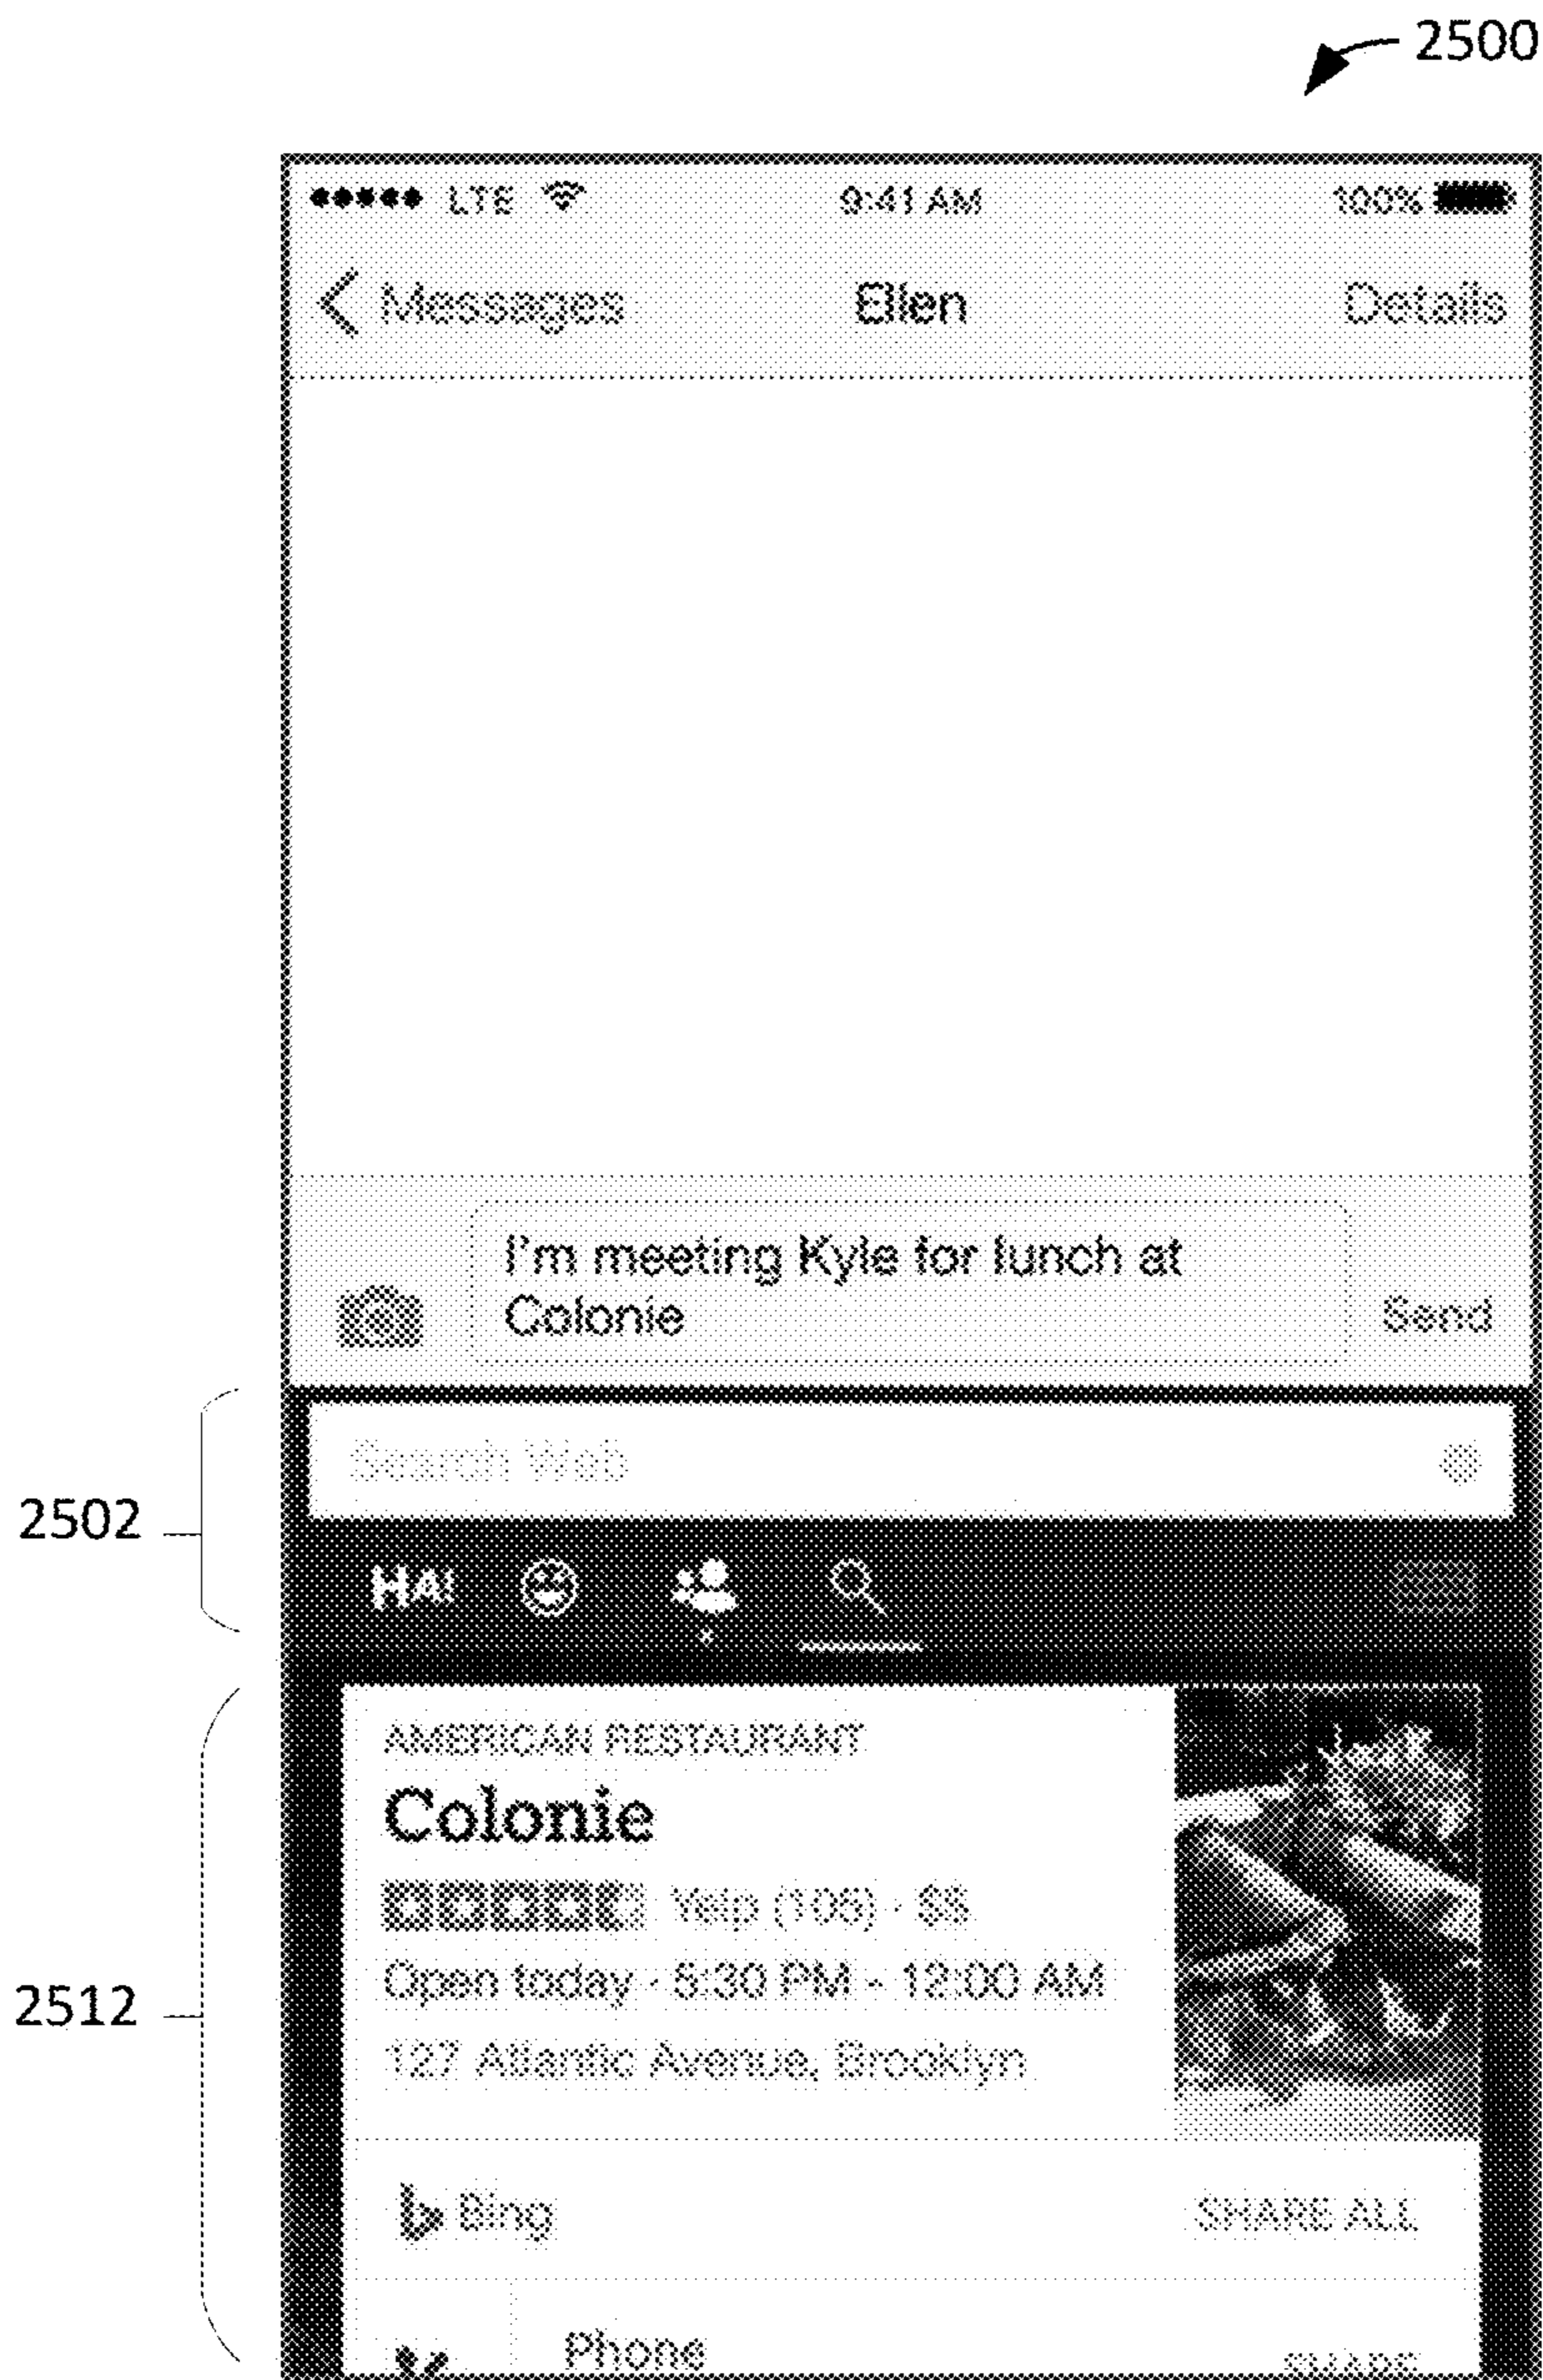 2500
LTE 9:41 AM 100%
Messages Ellen Details
I'm meeting Kyle for lunch at
Colonie
Send
Search Web
2502
HA!
AMERICAN RESTAURANT
Colonie
Yelp (106) · $$
Open today · 5:30 PM - 12:00 AM
2512
127 Atlantic Avenue, Brooklyn
Bing SHARE ALL
Phone
SHARE